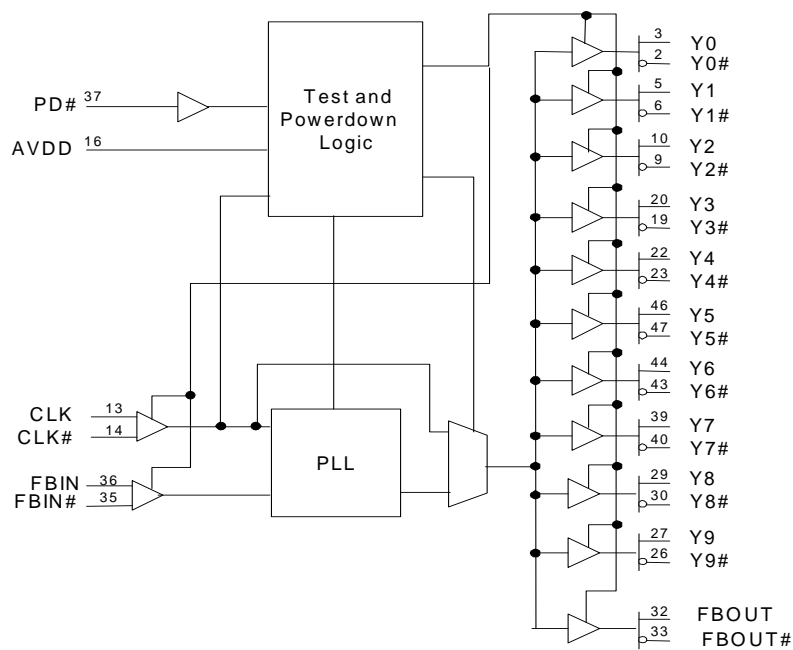 PD# 37
AVDD 16
Test and
Powerdown
Logic
CLK 13
CLK# 14
FBIN 36
FBIN# 35
PLL
3 Y0
2 Y0#
5 Y1
6 Y1#
10 Y2
9 Y2#
20 Y3
19 Y3#
22 Y4
23 Y4#
46 Y5
47 Y5#
44 Y6
43 Y6#
39 Y7
40 Y7#
29 Y8
30 Y8#
27 Y9
26 Y9#
32 FBOUT
33 FBOUT#